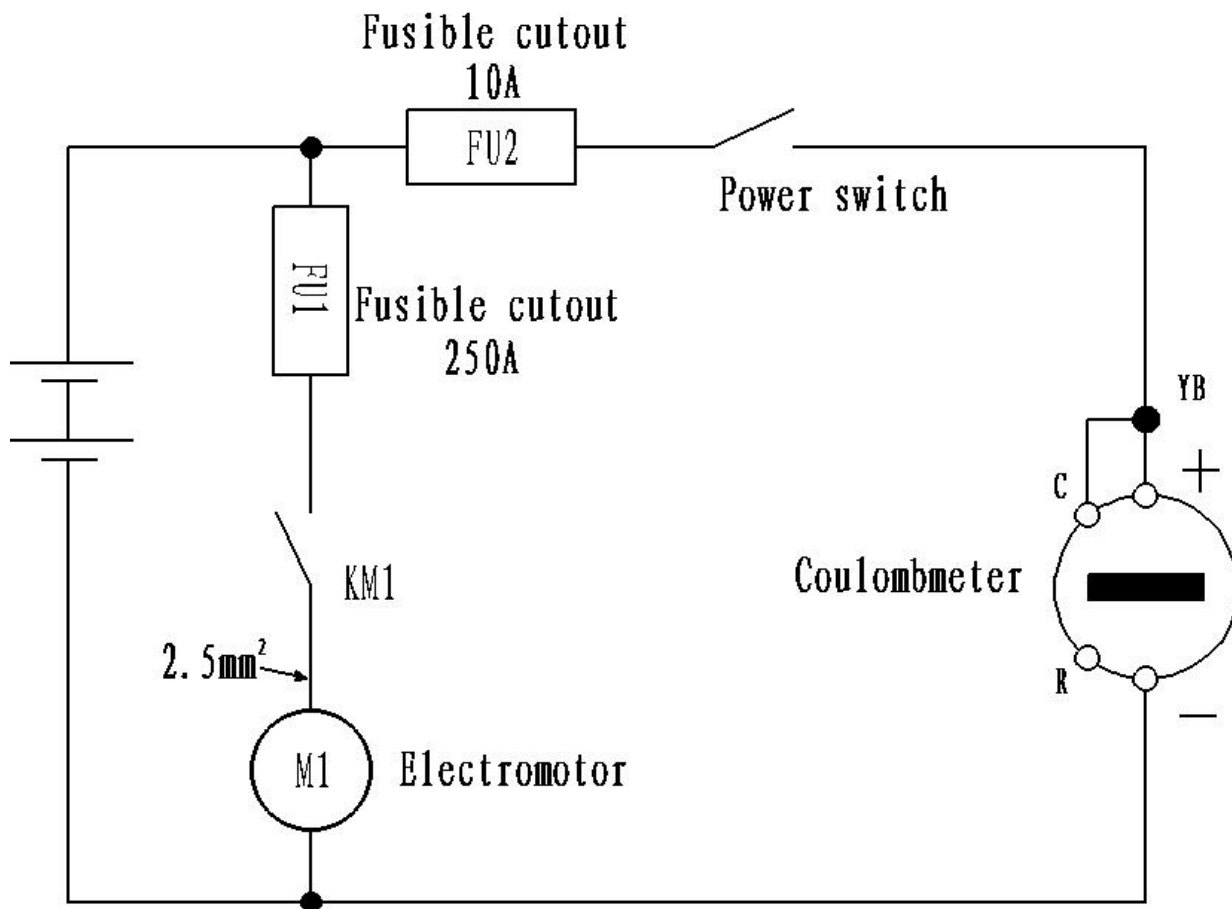 Fusible cutout
10A
FU2
Power switch
FU1
Fusible cutout
250A
YB
+
C
Coulombmeter
KM1
2.5mm²
R
−
M1
Electromotor